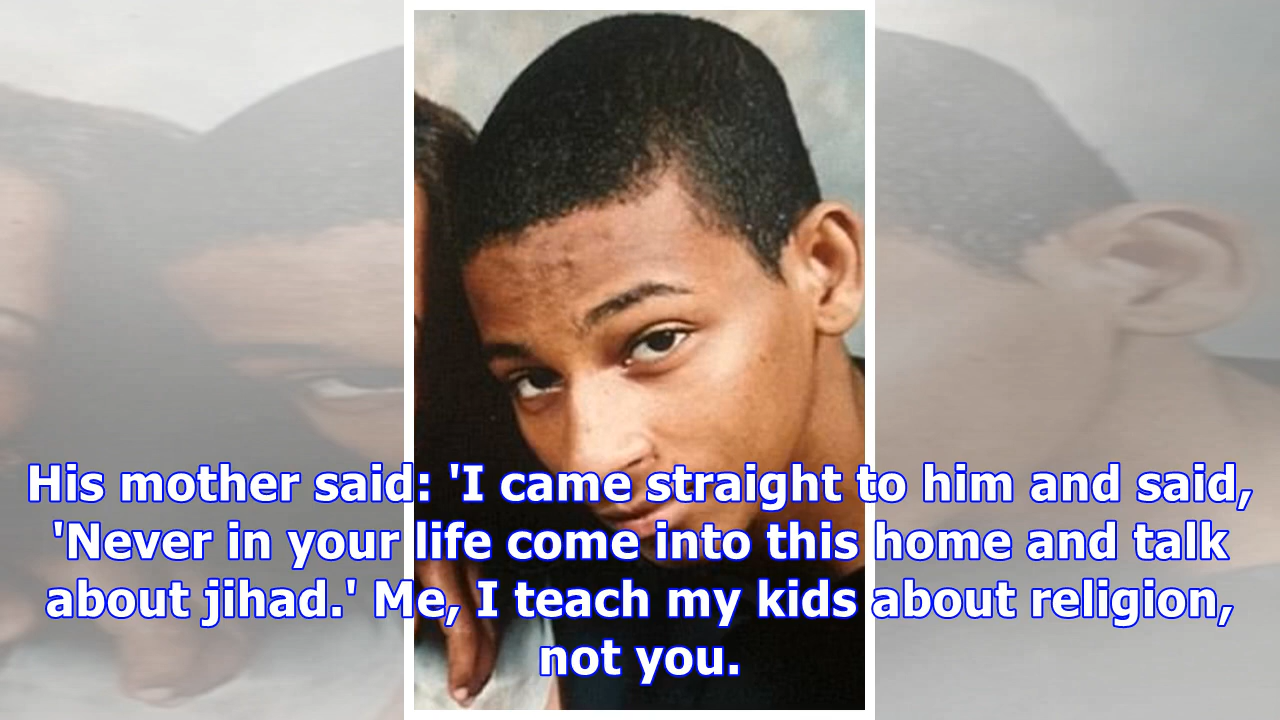 His mother said: 'I came straight to him and said,
'Never in your life come into this home and talk
about jihad.' Me, I teach my kids about religion,
not you.